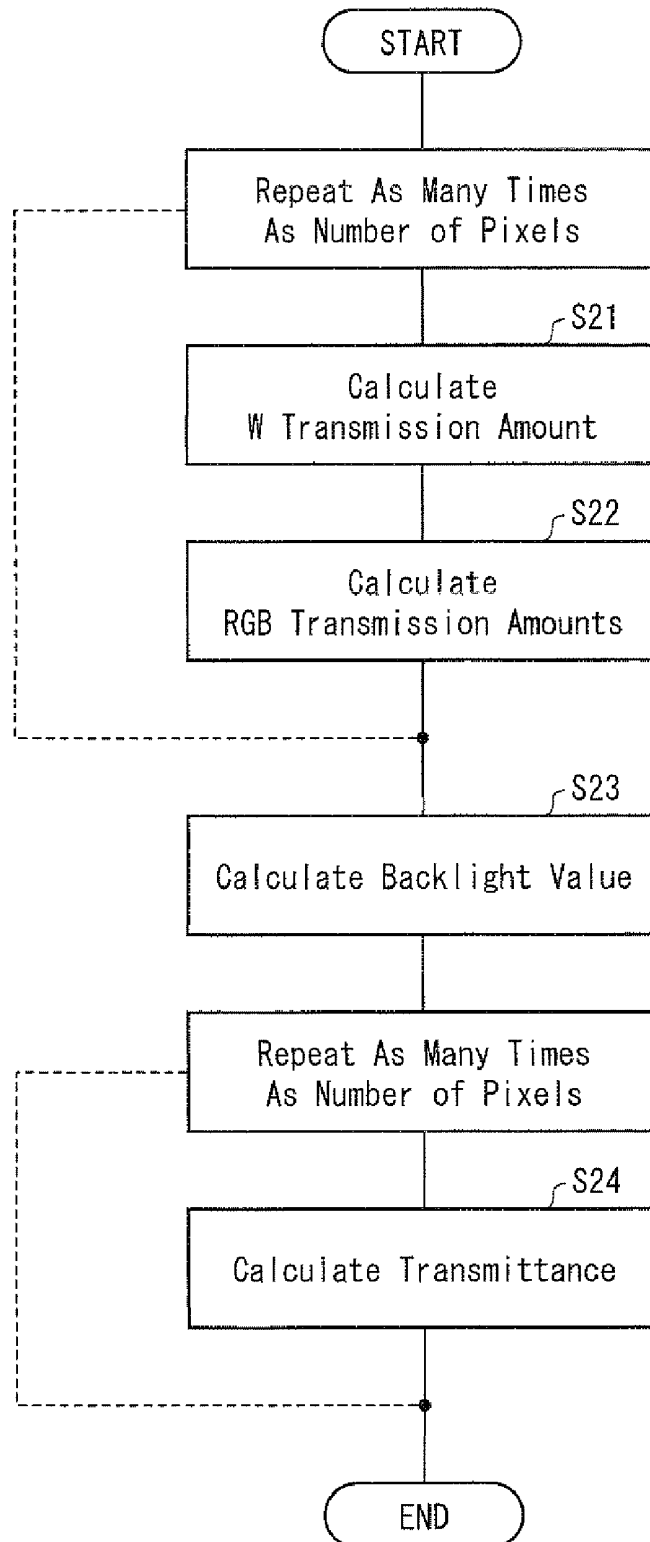 START
Repeat As Many Times
As Number of Pixels
S21
Calculate
W Transmission Amount
S22
Calculate
RGB Transmission Amounts
S23
Calculate Backlight Value
Repeat As Many Times
As Number of Pixels
S24
Calculate Transmittance
END